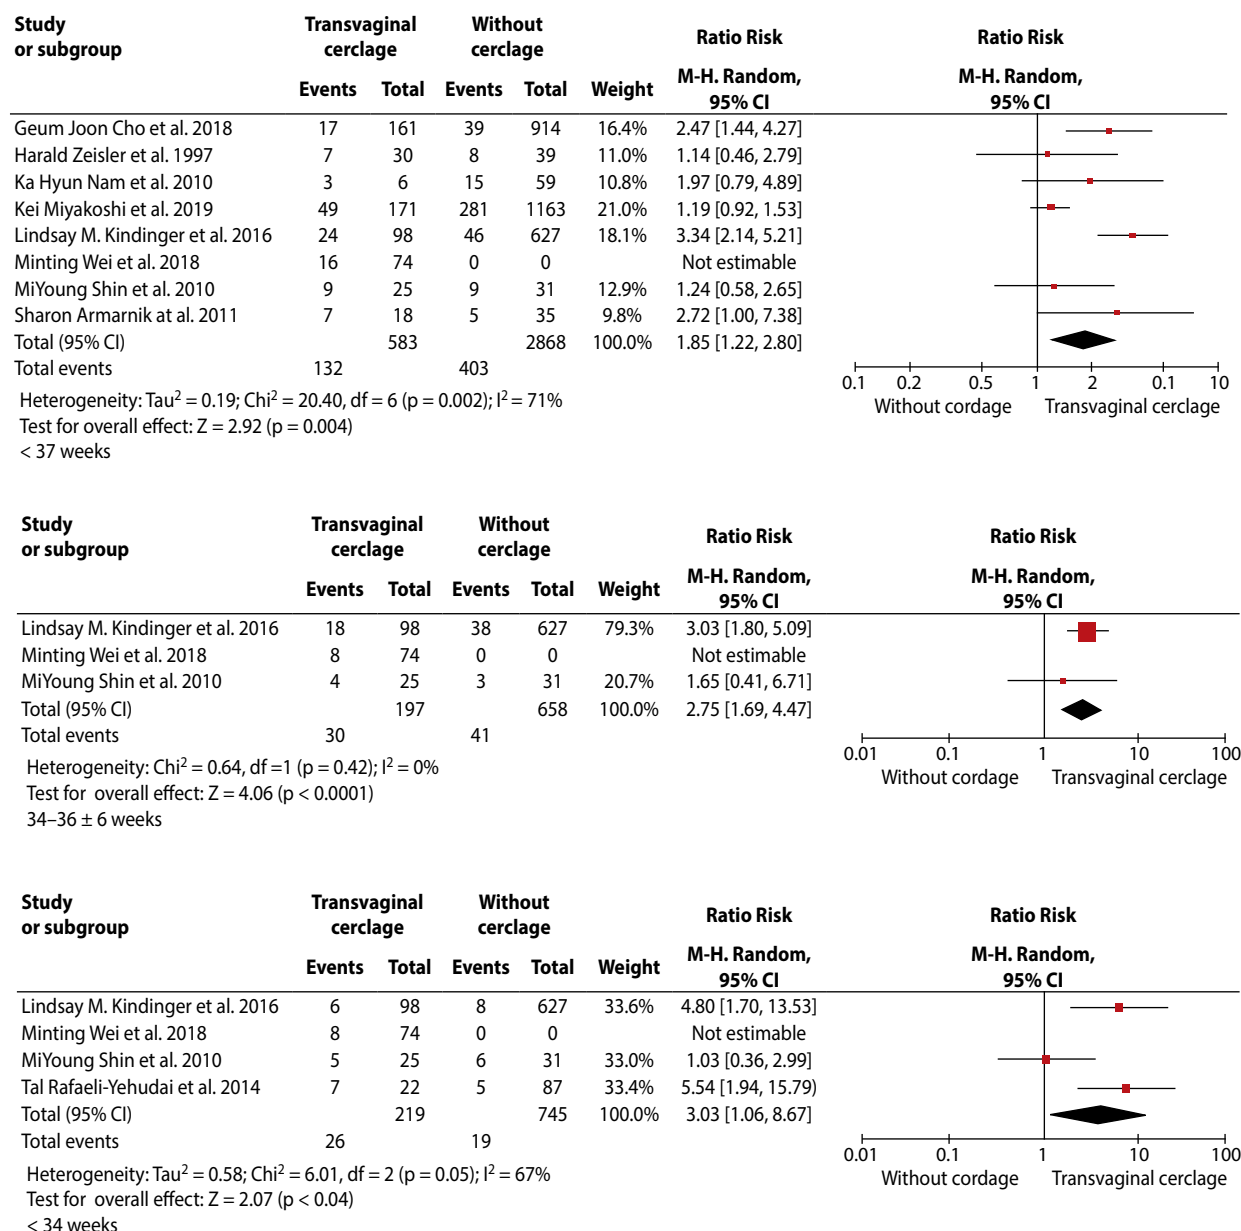 Study or subgroup Transvaginal cerclage Without cerclage Ratio Risk Ratio Risk
Events Total Events Total Weight M-H. Random, 95% CI M-H. Random, 95% CI
Geum Joon Cho et al. 2018 17 161 39 914 16.4% 2.47 [1.44, 4.27]
Harald Zeisler et al. 1997 7 30 8 39 11.0% 1.14 [0.46, 2.79]
Ka Hyun Nam et al. 2010 3 6 15 59 10.8% 1.97 [0.79, 4.89]
Kei Miyakoshi et al. 2019 49 171 281 1163 21.0% 1.19 [0.92, 1.53]
Lindsay M. Kindinger et al. 2016 24 98 46 627 18.1% 3.34 [2.14, 5.21]
Minting Wei et al. 2018 16 74 0 0 Not estimable
MiYoung Shin et al. 2010 9 25 9 31 12.9% 1.24 [0.58, 2.65]
Sharon Armarnik at al. 2011 7 18 5 35 9.8% 2.72 [1.00, 7.38]
Total (95% CI) 583 2868 100.0% 1.85 [1.22, 2.80]
Total events 132 403
0.1 0.2 0.5 1 2 0.1 10
Heterogeneity: Tau² = 0.19; Chi² = 20.40, df = 6 (p = 0.002); I² = 71%
Without cordage Transvaginal cerclage
Test for overall effect: Z = 2.92 (p = 0.004)
< 37 weeks
Study or subgroup Transvaginal cerclage Without cerclage Ratio Risk Ratio Risk
Events Total Events Total Weight M-H. Random, 95% CI M-H. Random, 95% CI
Lindsay M. Kindinger et al. 2016 18 98 38 627 79.3% 3.03 [1.80, 5.09]
Minting Wei et al. 2018 8 74 0 0 Not estimable
MiYoung Shin et al. 2010 4 25 3 31 20.7% 1.65 [0.41, 6.71]
Total (95% CI) 197 658 100.0% 2.75 [1.69, 4.47]
Total events 30 41
0.01 0.1 1 10 100
Heterogeneity: Chi² = 0.64, df =1 (p = 0.42); I² = 0%
Without cordage Transvaginal cerclage
Test for overall effect: Z = 4.06 (p < 0.0001)
34–36 ± 6 weeks
Study or subgroup Transvaginal cerclage Without cerclage Ratio Risk Ratio Risk
Events Total Events Total Weight M-H. Random, 95% CI M-H. Random, 95% CI
Lindsay M. Kindinger et al. 2016 6 98 8 627 33.6% 4.80 [1.70, 13.53]
Minting Wei et al. 2018 8 74 0 0 Not estimable
MiYoung Shin et al. 2010 5 25 6 31 33.0% 1.03 [0.36, 2.99]
Tal Rafaeli-Yehudai et al. 2014 7 22 5 87 33.4% 5.54 [1.94, 15.79)
Total (95% CI) 219 745 100.0% 3.03 [1.06, 8.67]
Total events 26 19
0.01 0.1 1 10 100
Heterogeneity: Tau² = 0.58; Chi² = 6.01, df = 2 (p = 0.05); I² = 67%
Without cordage Transvaginal cerclage
Test for overall effect: Z = 2.07 (p < 0.04)
< 34 weeks